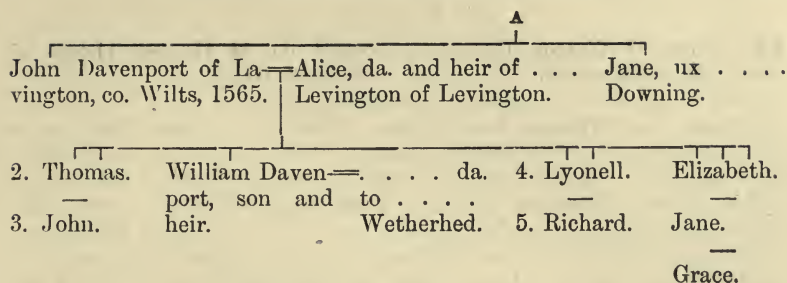 A
John Davenport of La-=Alice, da. and heir of . . . Jane, ux . . . .
vington, co. Wilts, 1565. Levington of Levington. Downing.
2. Thomas. William Daven-=. . . . da. 4. Lyonell. Elizabeth.
— port, son and to . . . . — —
3. John. heir. Wetherhed. 5. Richard. Jane.
—
Grace.